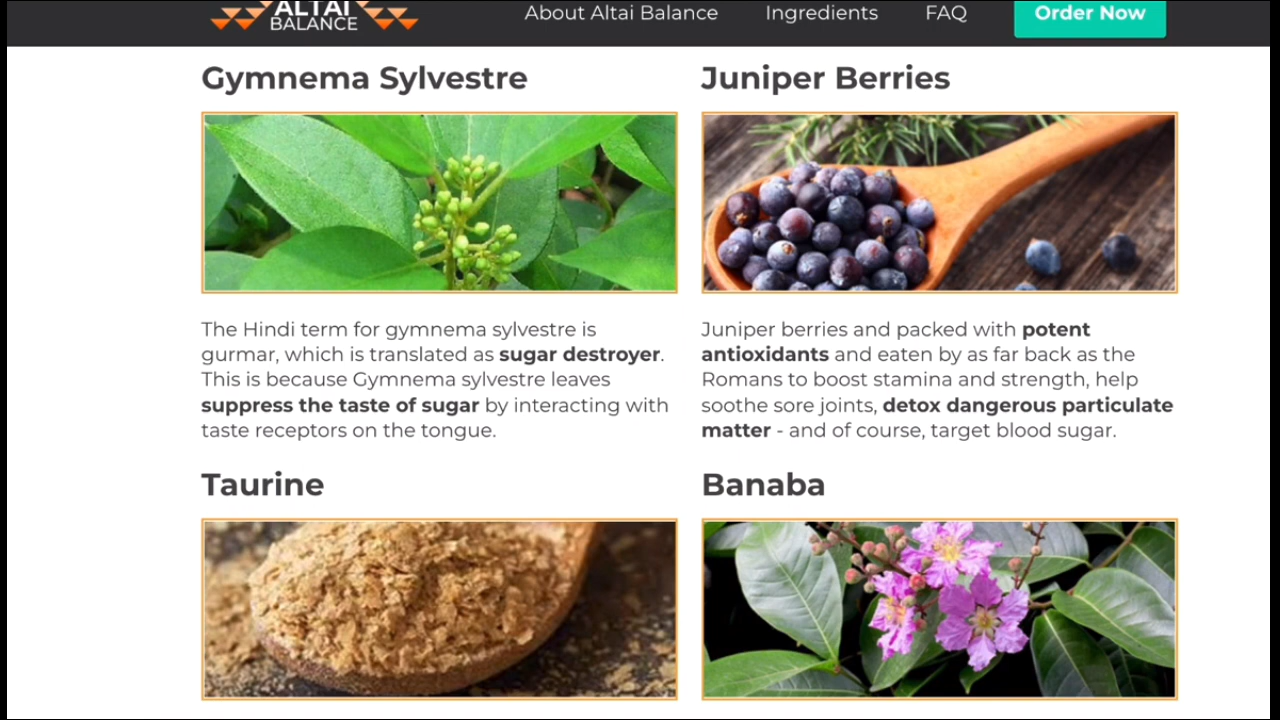 ALTAI
BALANCE
About Altai Balance
Ingredients
FAQ
Order Now
Gymnema Sylvestre
The Hindi term for gymnema sylvestre is
gurmar, which is translated as sugar destroyer.
This is because Gymnema sylvestre leaves
suppress the taste of sugar by interacting with
taste receptors on the tongue.
Juniper Berries
Juniper berries and packed with potent
antioxidants and eaten by as far back as the
Romans to boost stamina and strength, help
soothe sore joints, detox dangerous particulate
matter - and of course, target blood sugar.
Taurine
Banaba